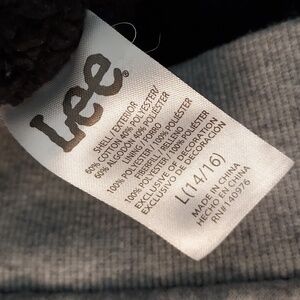 Lee®
SHELL/EXTERIOR
60% COTTON 40% POLYESTER/
60% ALGODÓN 40% POLIÉSTER
LINING/FORRO
100% POLYESTER/100% POLIÉSTER
FIBERFILL/RELLENO
100% POLYESTER/100% POLIÉSTER
EXCLUSIVE OF DECORATION
EXCLUSIVO DE DECORACIÓN
L(14/16)
MADE IN CHINA
HECHO EN CHINA
RN#140976